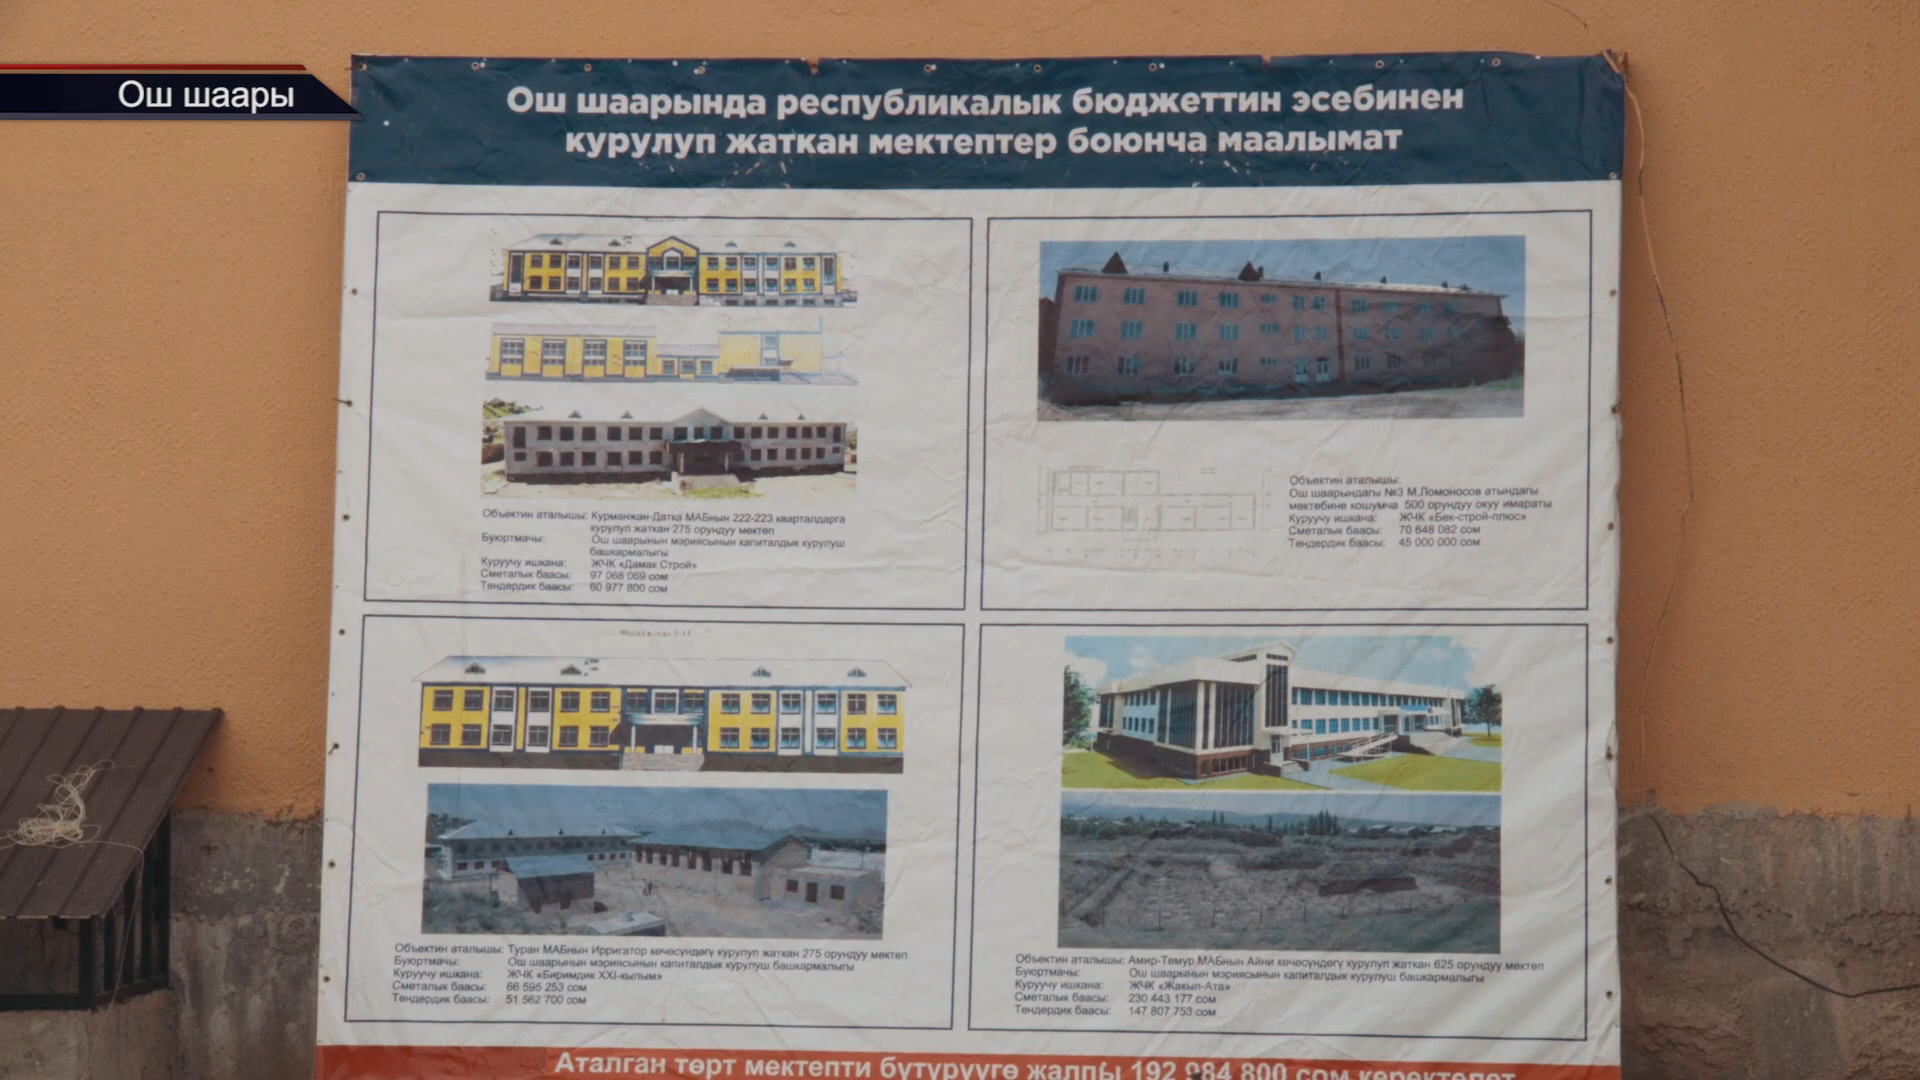 Ош шаары
Ош шаарында республикалык бюджеттин эсебинен
курулуп жаткан мектептер боюнча маалымат
Объектин аталышы: Курманжан-Датка МАБнын 222-223 кварталдарга
курулуп жаткан 275 орундуу мектеп
Буюртмачы: Ош шаарынын мэриясынын капиталдык курулуш
башкармалыгы
Куруучу ишкана: ЖЧК «Дамак Строй»
Сметалык баасы: 97 068 069 сом
Тендердик баасы: 60 977 800 сом
Объектин аталышы:
Ош шаарындагы №3 М.Ломоносов атындагы
мектебине кошумча 500 орундуу окуу имараты
Куруучу ишкана: ЖЧК «Бек-строй-плюс»
Сметалык баасы: 70 648 082 сом
Тендердик баасы: 45 000 000 сом
Объектин аталышы: Туран МАБнын Ирригатор көчөсүндөгү курулуп жаткан 275 орундуу мектеп
Буюртмачы: Ош шаарынын мэриясынын капиталдык курулуш башкармалыгы
Куруучу ишкана: ЖЧК «Биримдик XXI-кылым»
Сметалык баасы: 66 595 253 сом
Тендердик баасы: 51 562 700 сом
Объектин аталышы: Амир-Темур МАБнын Айни көчөсүндөгү курулуп жаткан 625 орундуу мектеп
Буюртмачы: Ош шаарынын мэриясынын капиталдык курулуш башкармалыгы
Куруучу ишкана: ЖЧК «Жакып-Ата»
Сметалык баасы: 230 443 177 сом
Тендердик баасы: 147 807 753 сом
Аталган төрт мектепти бүтүрүүгө жалпы 192 984 800 сом керектелет